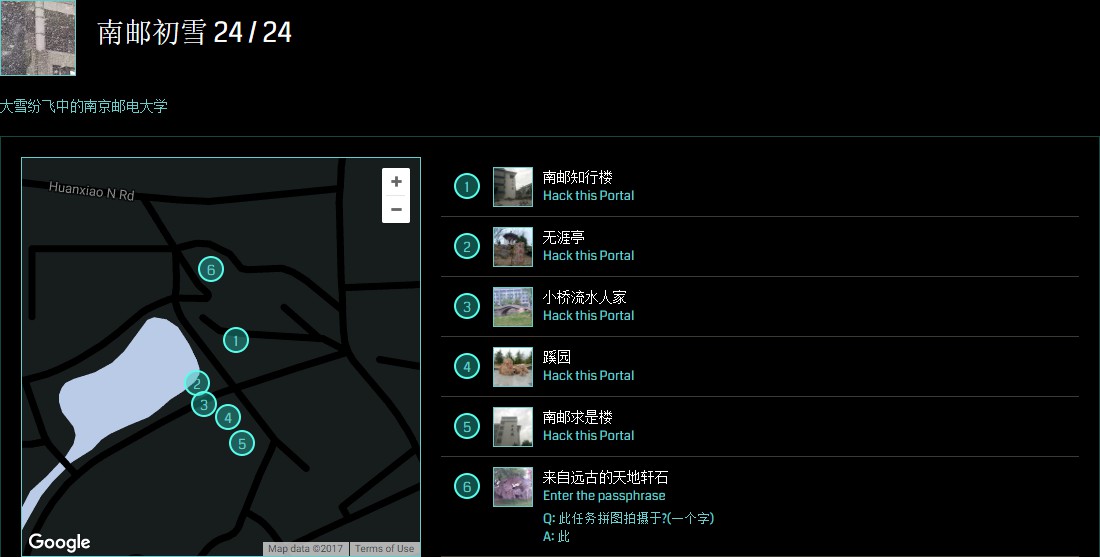 南邮初雪 24 / 24
大雪纷飞中的南京邮电大学
Huanxiao N Rd
+
−
6
1
2
3
4
5
Google
Map data ©2017
Terms of Use
1
南邮知行楼
Hack this Portal
2
无涯亭
Hack this Portal
3
小桥流水人家
Hack this Portal
4
蹊园
Hack this Portal
5
南邮求是楼
Hack this Portal
6
来自远古的天地轩石
Enter the passphrase
Q: 此任务拼图拍摄于?(一个字)
A: 此